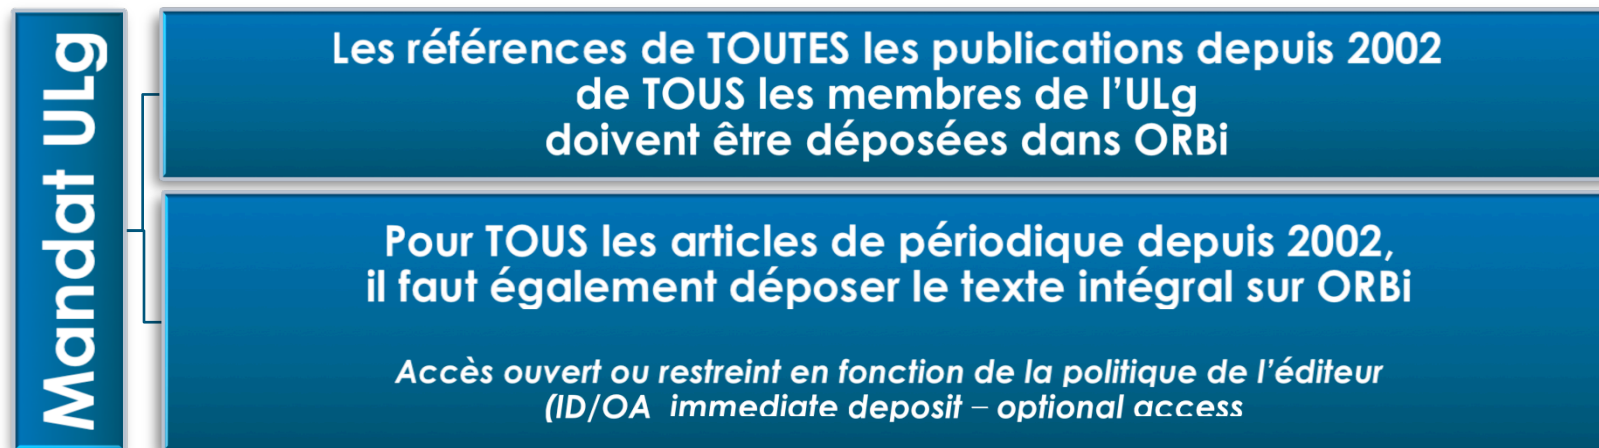 Mandat ULg
Les références de TOUTES les publications depuis 2002
de TOUS les membres de l’ULg
doivent être déposées dans ORBi
Pour TOUS les articles de périodique depuis 2002,
il faut également déposer le texte intégral sur ORBi
Accès ouvert ou restreint en fonction de la politique de l’éditeur
(ID/OA immediate deposit – optional access